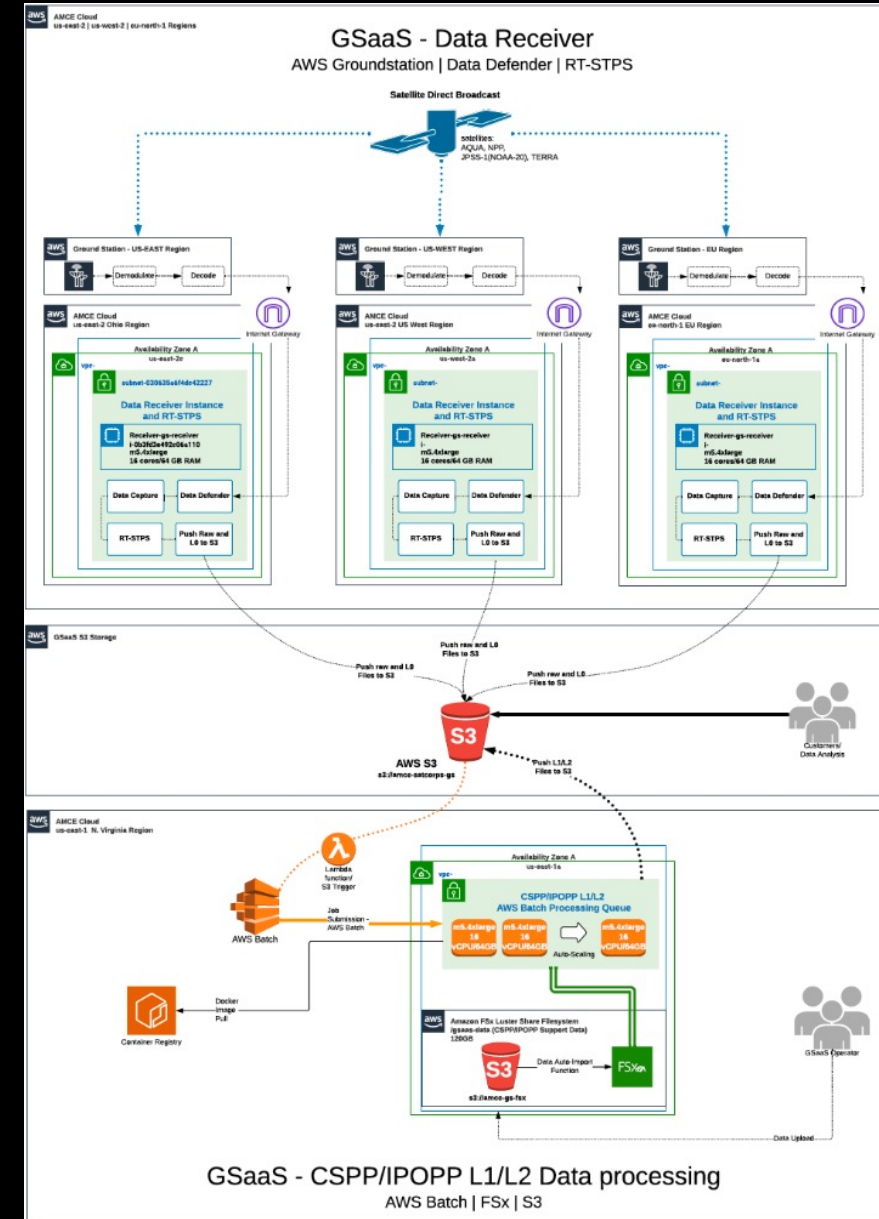 aws
AMCE Cloud
us-east-2 | us-west-2 | eu-north-1 Regions
GSaaS - Data Receiver
AWS Groundstation | Data Defender | RT-STPS
Satellite Direct Broadcast
satellites:
AQUA, NPP,
JPSS-1(NOAA-20), TERRA
aws
Ground Station - US-EAST Region
Demodulate
Decode
aws
Ground Station - US-WEST Region
Demodulate
Decode
aws
Ground Station - EU Region
Demodulate
Decode
aws
AMCE Cloud
us-east-2 Ohio Region
Internet Gateway
Availability Zone A
vpc-
Data Receiver Instance
and RT-STPS
Receiver-gs-receiver
m5.4xlarge
16 cores/64 GB RAM
Data Capture
Data Defender
RT-STPS
Push Raw and
L0 to S3
aws
AMCE Cloud
us-east-2 US West Region
Internet Gateway
Availability Zone A
us-west-2a
vpc-
subnet-
Data Receiver Instance
and RT-STPS
Receiver-gs-receiver
i-
m5.4xlarge
16 cores/64 GB RAM
Data Capture
Data Defender
RT-STPS
Push Raw and
L0 to S3
aws
AMCE Cloud
EU Region
Internet Gateway
Availability Zone A
eu-north-1a
vpc-
subnet-
Data Receiver Instance
and RT-STPS
Receiver-gs-receiver
i-
m5.4xlarge
16 cores/64 GB RAM
Data Capture
Data Defender
RT-STPS
Push Raw and
L0 to S3
aws
GSaaS S3 Storage
Push raw and L0
Files to S3
Push raw and L0
Files to S3
Push raw and L0
Files to S3
S3
AWS S3
s3://amce-satcorps-gs
Customers/
Data Analysis
Push L1/L2
Files to S3
aws
AMCE Cloud
us-east-1 N. Virginia Region
Lambda
function/
S3 Trigger
AWS Batch
Job
Submission -
AWS Batch
Availability Zone A
us-east-1a
vpc-
CSPP/IPOPP L1/L2
AWS Batch Processing Queue
m5.4xlarge
16
vCPU/64GB
m5.4xlarge
16
vCPU/64GB
Auto-Scaling
m5.4xlarge
16
vCPU/64GB
Docker
Image
Pull
Container Registry
aws
Amazon FSx Luster Share Filesystem
/gsaas-data (CSPP/IPOPP Support Data)
120GB
S3
s3://amce-gs-fsx
Data Auto-Import
Function
FSx
GSaaS Operator
Data Upload
GSaaS - CSPP/IPOPP L1/L2 Data processing
AWS Batch | FSx | S3